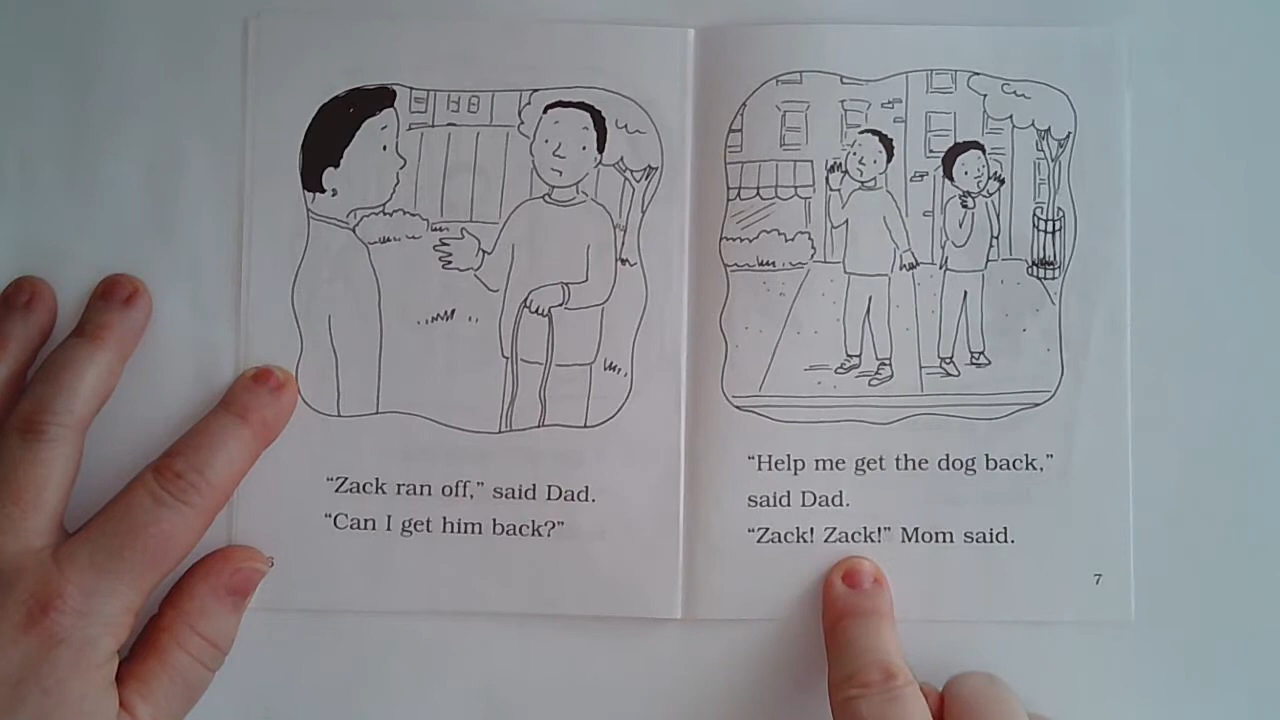 “Zack ran off,” said Dad.
“Can I get him back?”
6
“Help me get the dog back,”
said Dad.
“Zack! Zack!” Mom said.
7